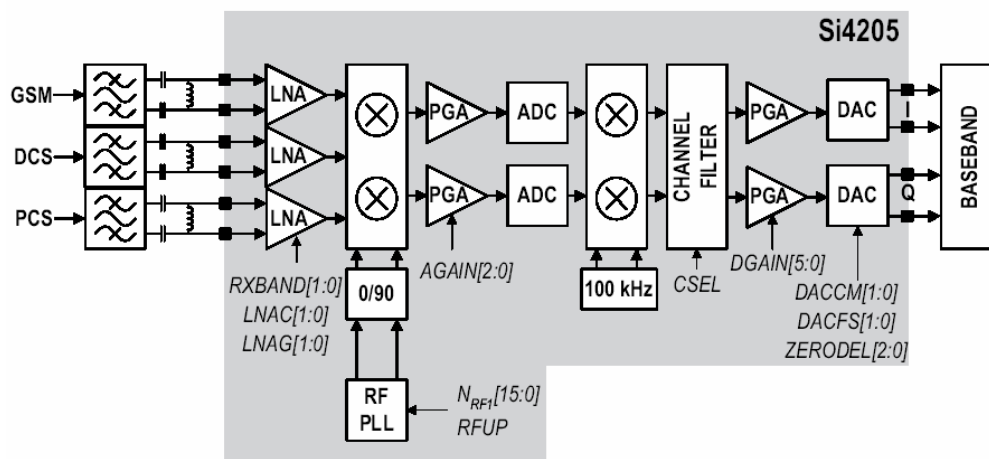 Si4205
GSM
DCS
PCS
LNA
LNA
LNA
PGA
PGA
ADC
ADC
CHANNEL
FILTER
PGA
PGA
DAC
DAC
I
Q
BASEBAND
RXBAND[1:0]
LNAC[1:0]
LNAG[1:0]
0/90
AGAIN[2:0]
100 kHz
CSEL
DGAIN[5:0]
DACCM[1:0]
DACFS[1:0]
ZERODEL[2:0]
RF
PLL
NRF1[15:0]
RFUP